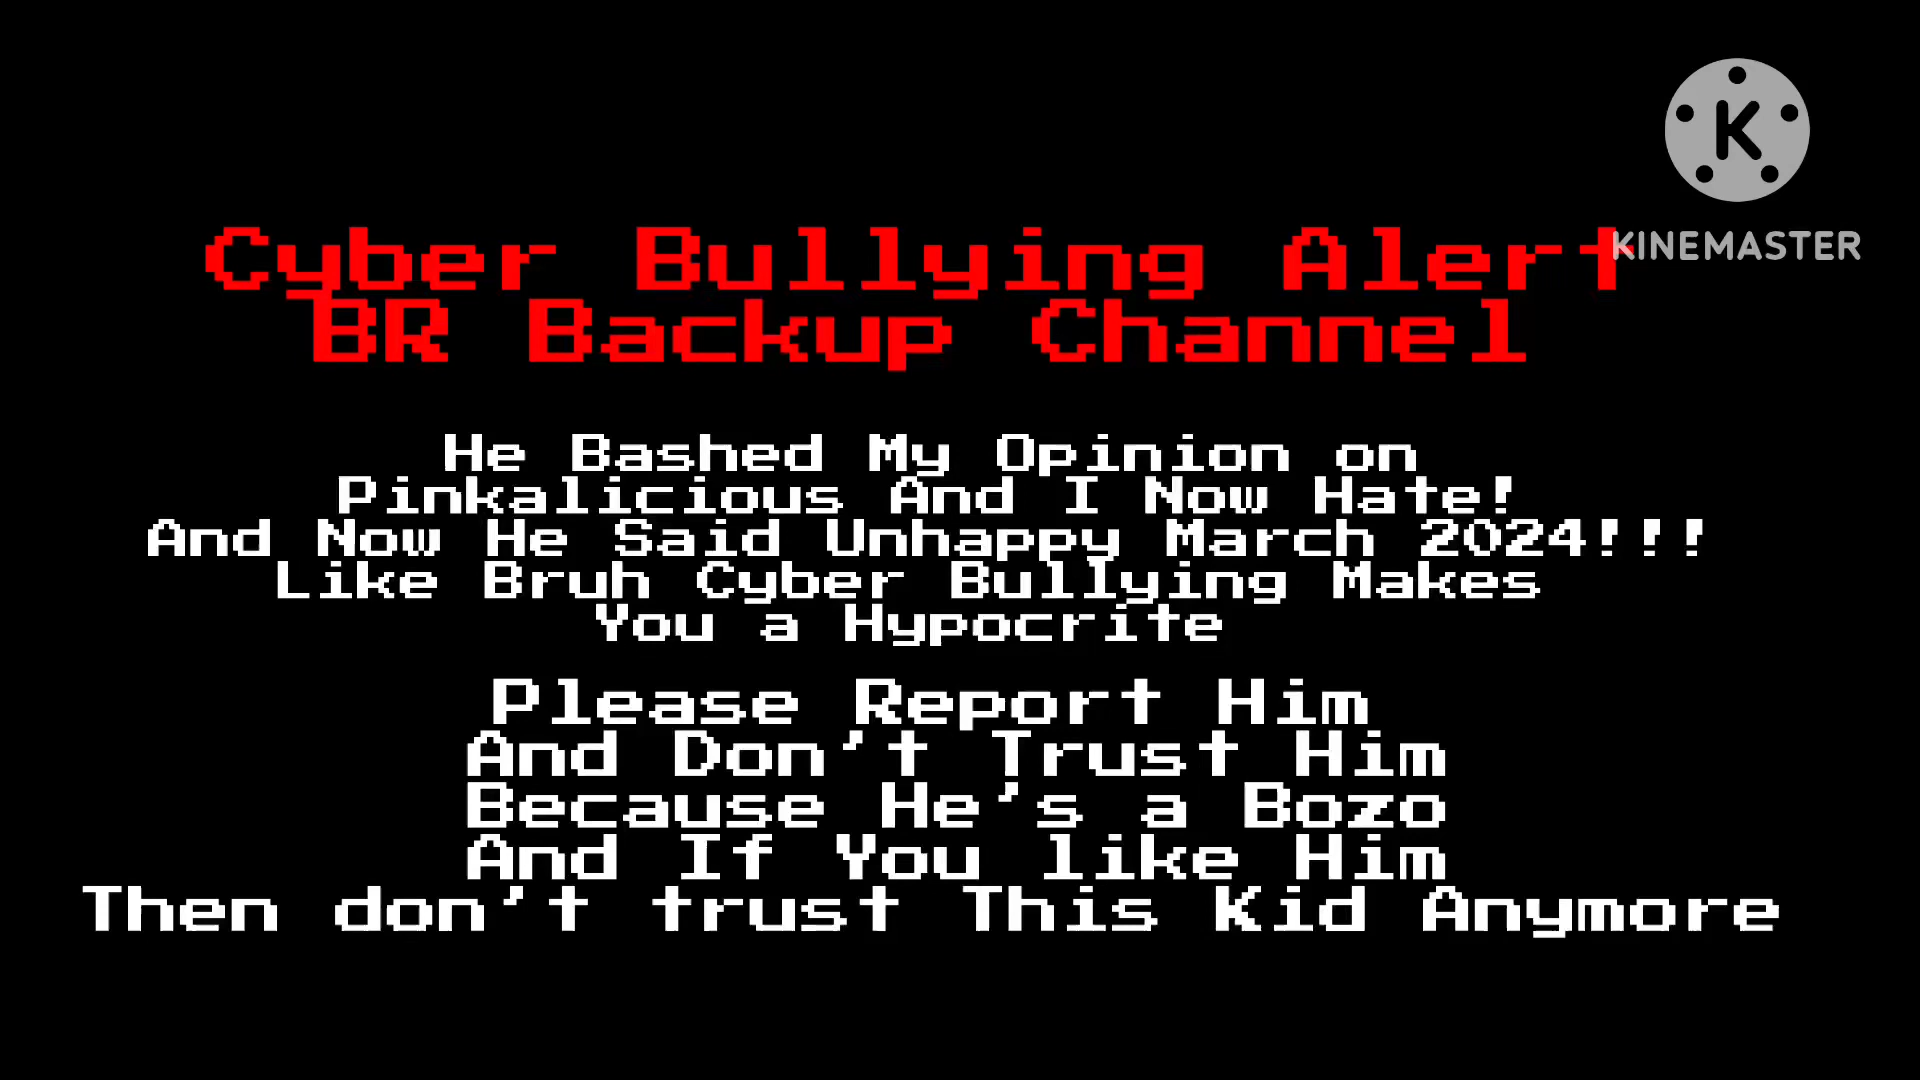 K
KINEMASTER
Cyber Bullying Alert
BR Backup Channel
He Bashed My Opinion on
Pinkalicious And I Now Hate!
And Now He Said Unhappy March 2024!!!
Like Bruh Cyber Bullying Makes
You a Hypocrite
Please Report Him
And Don't Trust Him
Because He's a Bozo
And If You like Him
Then don't trust This Kid Anymore